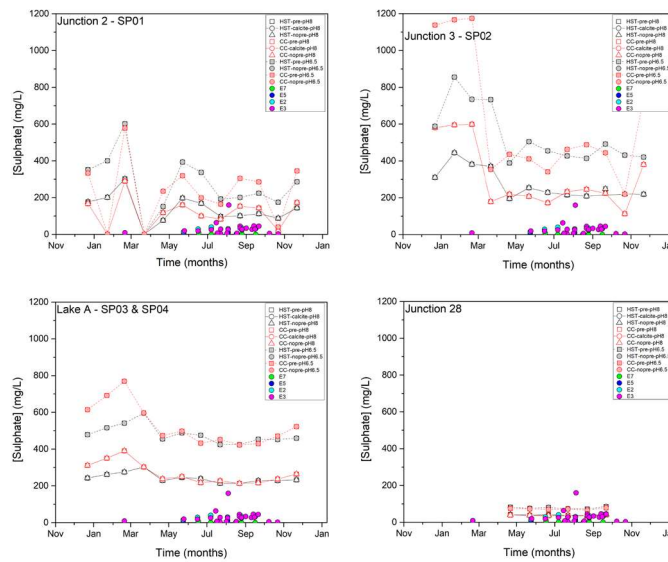 Junction 2 - SP01
[Sulphate] (mg/L)
1200
1000
800
600
400
200
0
Nov Jan Mar May Jul Sep Nov Jan
Time (months)
HST-pre-pH8
HST-calcite-pH8
HST-nopre-pH8
CC-pre-pH8
CC-calcite-pH8
CC-nopre-pH8
HST-pre-pH6.5
HST-nopre-pH6.5
CC-pre-pH6.5
CC-nopre-pH6.5
E7
E5
E2
E3
Junction 3 - SP02
[Sulphate] (mg/L)
1200
1000
800
600
400
200
0
Nov Jan Mar May Jul Sep Nov Jan
Time (months)
HST-pre-pH8
HST-calcite-pH8
HST-nopre-pH8
CC-pre-pH8
CC-calcite-pH8
CC-nopre-pH8
HST-pre-pH6.5
HST-nopre-pH6.5
CC-pre-pH6.5
CC-nopre-pH6.5
E7
E5
E2
E3
Lake A - SP03 & SP04
[Sulphate] (mg/L)
1200
1000
800
600
400
200
0
Nov Jan Mar May Jul Sep Nov Jan
Time (months)
HST-pre-pH8
HST-calcite-pH8
HST-nopre-pH8
CC-pre-pH8
CC-calcite-pH8
CC-nopre-pH8
HST-pre-pH6.5
HST-nopre-pH6.5
CC-pre-pH6.5
CC-nopre-pH6.5
E7
E5
E2
E3
Junction 28
[Sulphate] (mg/L)
1200
1000
800
600
400
200
0
Nov Jan Mar May Jul Sep Nov Jan
Time (months)
HST-pre-pH8
HST-calcite-pH8
HST-nopre-pH8
CC-pre-pH8
CC-calcite-pH8
CC-nopre-pH8
HST-pre-pH6.5
HST-nopre-pH6.5
CC-pre-pH6.5
CC-nopre-pH6.5
E7
E5
E2
E3